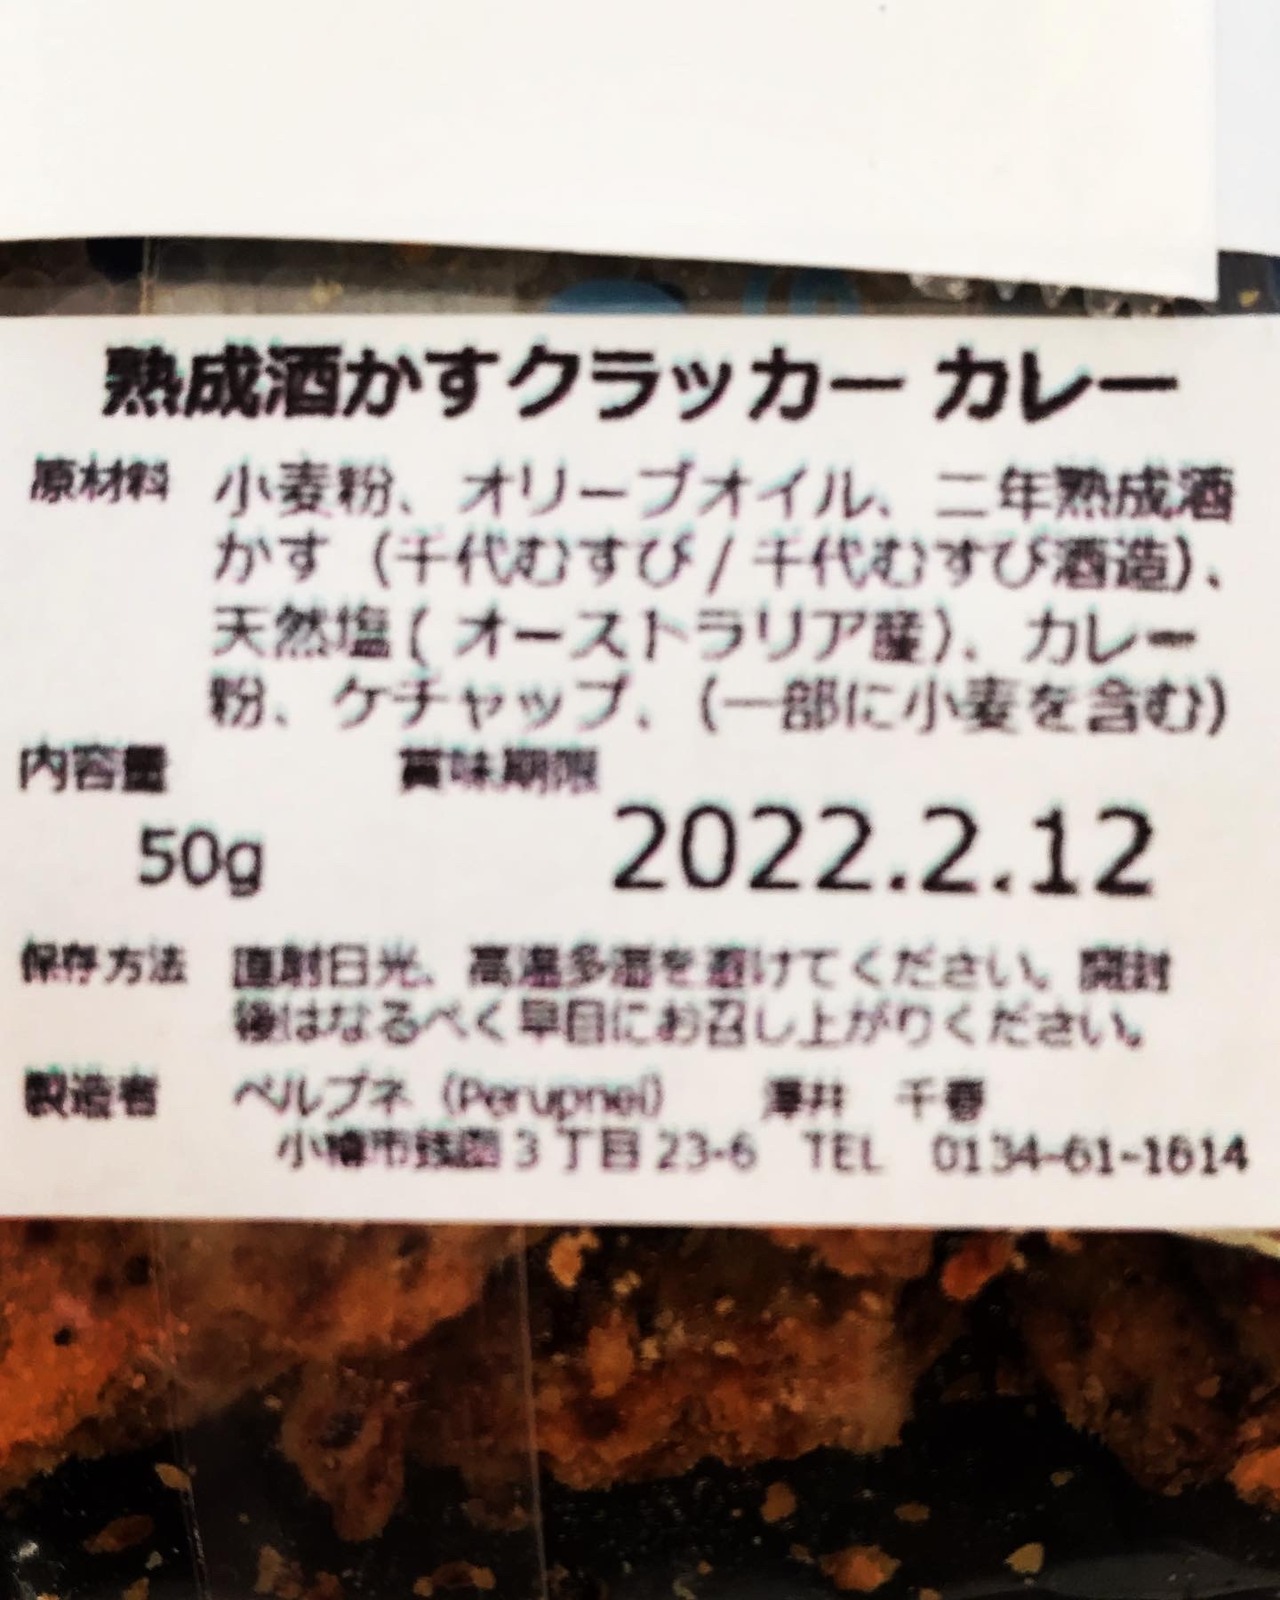 熟成酒かすクラッカー カレー
原材料 小麦粉、オリーブオイル、二年熟成酒
かす（千代むすび / 千代むすび酒造）、
天然塩( オーストラリア産)、カレー
粉、ケチャップ、(一部に小麦を含む)
内容量 賞味期限
50g 2022.2.12
保存方法 直射日光、高温多湿を避けてください。開封
後はなるべく早目にお召し上がりください。
製造者 ペルプネ（Perupnei） 澤井 千春
小樽市銭函 3 丁目 23-6 TEL 0134-61-1614